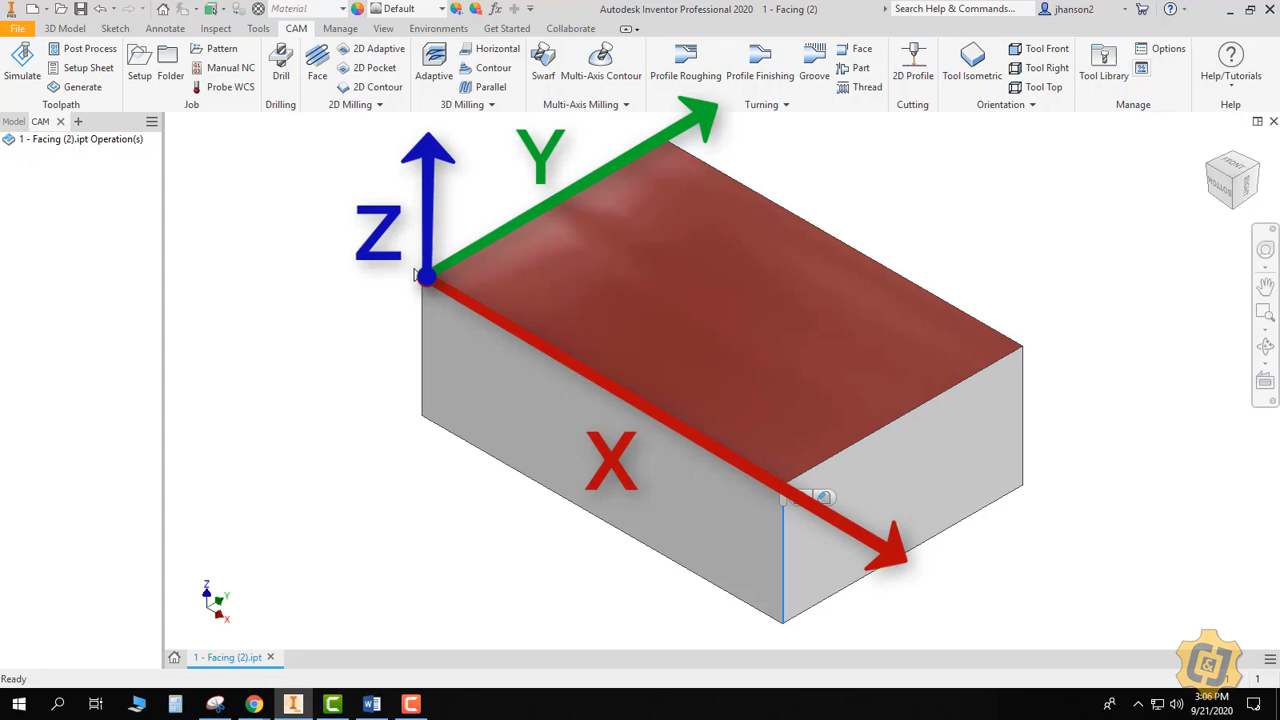 Material
Default
Autodesk Inventor Professional 2020
1 - Facing (2)
Search Help & Commands...
jhanson2
File
3D Model
Sketch
Annotate
Inspect
Tools
CAM
Manage
View
Environments
Get Started
Collaborate
Simulate
Post Process
Setup Sheet
Generate
Toolpath
Setup
Folder
Pattern
Manual NC
Probe WCS
Job
Drill
Drilling
Face
2D Adaptive
2D Pocket
2D Contour
2D Milling
Adaptive
Horizontal
Contour
Parallel
3D Milling
Swarf
Multi-Axis Contour
Multi-Axis Milling
Profile Roughing
Profile Finishing
Groove
Face
Part
Thread
Turning
2D Profile
Cutting
Tool Isometric
Tool Front
Tool Right
Tool Top
Orientation
Tool Library
Options
Manage
Help/Tutorials
Help
Model
CAM
1 - Facing (2).ipt Operation(s)
Z
Y
X
FRONT
Z
Y
X
1 - Facing (2).ipt
Ready
1
1
C&J
3:06 PM
9/21/2020